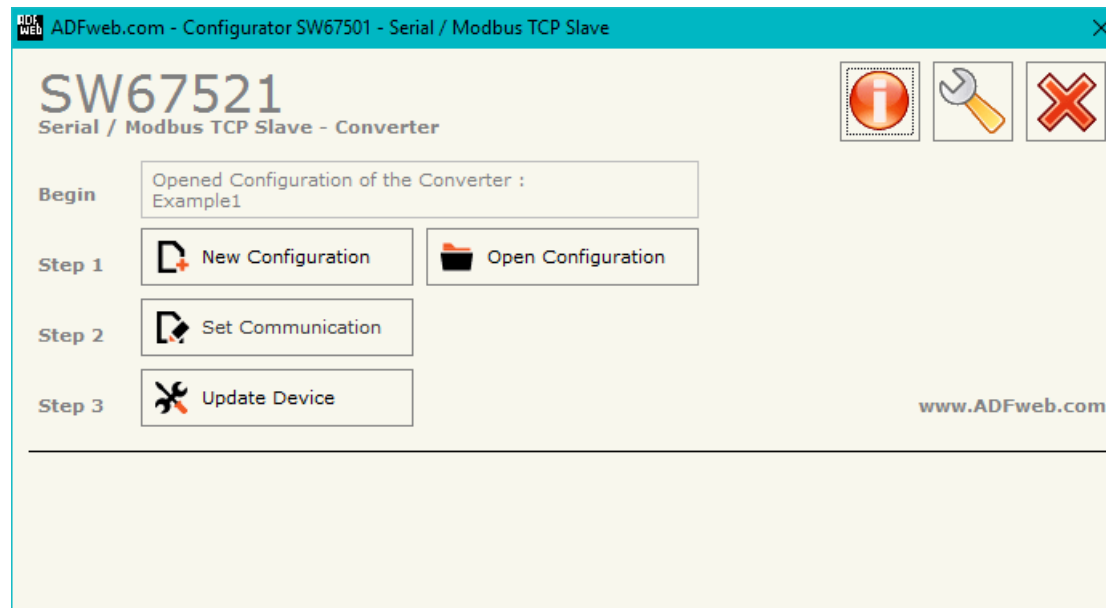 ADF
WEB
ADFweb.com - Configurator SW67501 - Serial / Modbus TCP Slave
SW67521
Serial / Modbus TCP Slave - Converter
Begin
Opened Configuration of the Converter :
Example1
Step 1
New Configuration
Open Configuration
Step 2
Set Communication
Step 3
Update Device
www.ADFweb.com